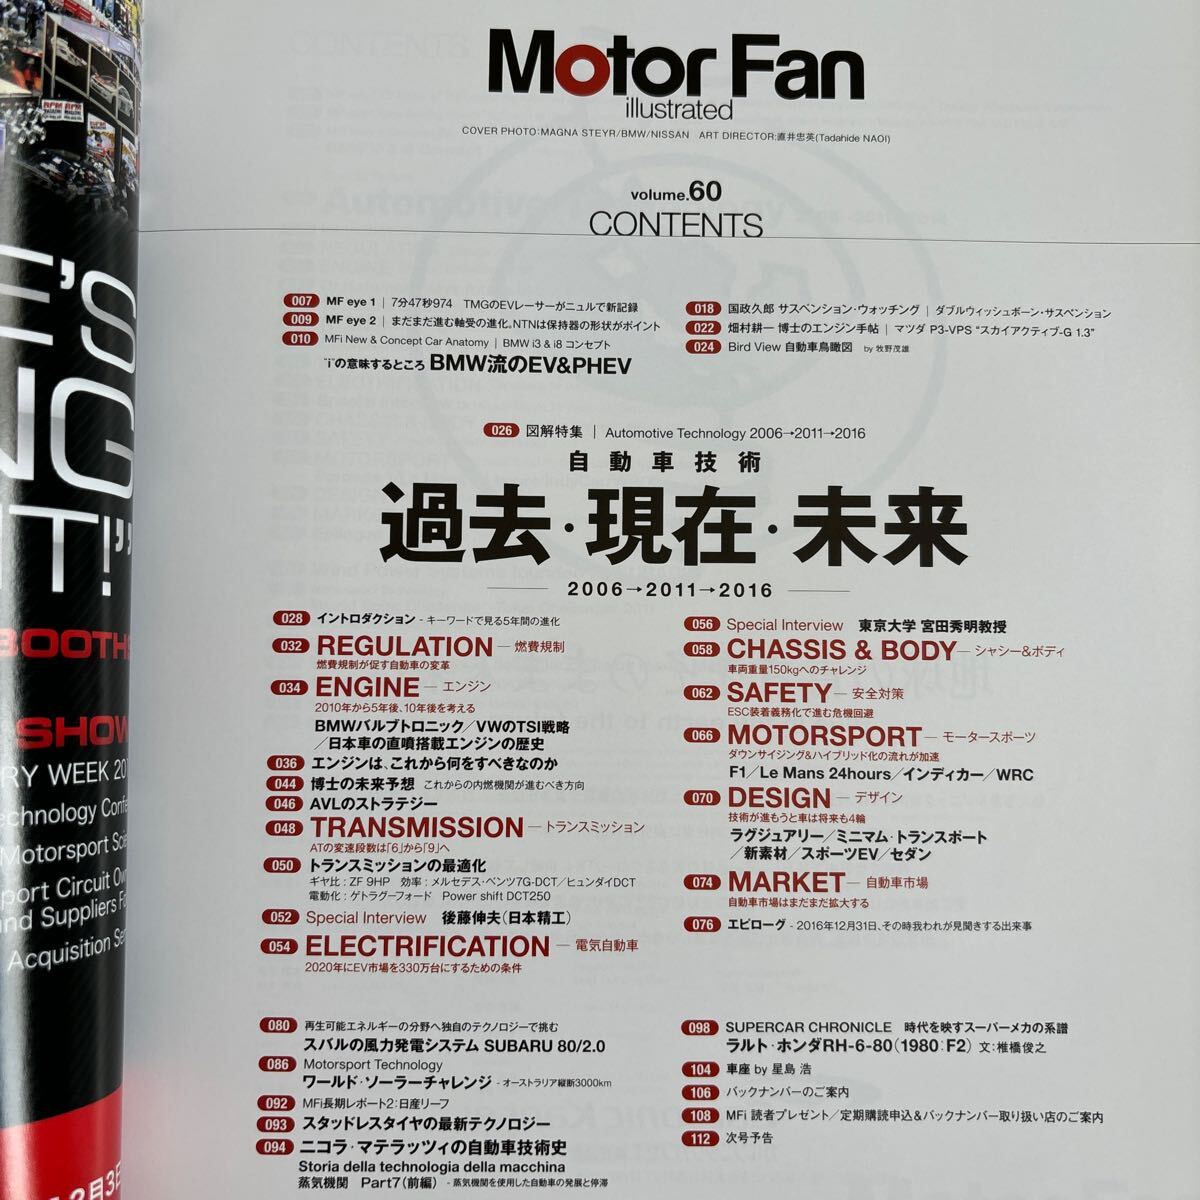 Motor Fan
illustrated
COVER PHOTO:MAGNA STEYR/BMW/NISSAN ART DIRECTOR:直井忠英(Tadahide NAOI)
volume.60
CONTENTS
007 MF eye 1 | 7分47秒974 TMGのEVレーサーがニュルで新記録
009 MF eye 2 | まだまだ進む軸受の進化。NTNは保持器の形状がポイント
010 MFi New & Concept Car Anatomy | BMW i3 & i8 コンセプト
"i"の意味するところ BMW流のEV&PHEV
018 国政久郎 サスペンション・ウォッチング | ダブルウィッシュボーン・サスペンション
022 畑村耕一 博士のエンジン手帖 | マツダ P3-VPS "スカイアクティブ-G 1.3"
024 Bird View 自動車鳥瞰図 by 牧野茂雄
026 図解特集 | Automotive Technology 2006→2011→2016
自動車技術
過去・現在・未来
2006→2011→2016
028 イントロダクション - キーワードで見る5年間の進化
032 REGULATION — 燃費規制
燃費規制が促す自動車の変革
034 ENGINE — エンジン
2010年から5年後、10年後を考える
BMWバルブトロニック/VWのTSI戦略
/日本車の直噴搭載エンジンの歴史
036 エンジンは、これから何をすべきなのか
044 博士の未来予想 これからの内燃機関が進むべき方向
046 AVLのストラテジー
048 TRANSMISSION — トランスミッション
ATの変速段数は「6」から「9」へ
050 トランスミッションの最適化
ギヤ比：ZF 9HP 効率：メルセデス・ベンツ7G-DCT/ヒュンダイDCT
電動化：ゲトラグ-フォード Power shift DCT250
052 Special Interview 後藤伸夫(日本精工)
054 ELECTRIFICATION — 電気自動車
2020年にEV市場を330万台にするための条件
056 Special Interview 東京大学 宮田秀明教授
058 CHASSIS & BODY — シャシー&ボディ
車両重量150kgへのチャレンジ
062 SAFETY — 安全対策
ESC装着義務化で進む危機回避
066 MOTORSPORT — モータースポーツ
ダウンサイジング&ハイブリッド化の流れが加速
F1/Le Mans 24hours/インディカー/WRC
070 DESIGN — デザイン
技術が進もうと車は将来も4輪
ラグジュアリー/ミニマム・トランスポート
/新素材/スポーツEV/セダン
074 MARKET — 自動車市場
自動車市場はまだまだ拡大する
076 エピローグ - 2016年12月31日、その時我われが見聞きする出来事
080 再生可能エネルギーの分野へ独自のテクノロジーで挑む
スバルの風力発電システム SUBARU 80/2.0
086 Motorsport Technology
ワールド・ソーラーチャレンジ - オーストラリア縦断3000km
092 MFi長期レポート2：日産リーフ
093 スタッドレスタイヤの最新テクノロジー
094 ニコラ・マテラッツィの自動車技術史
Storia della technologia della macchina
蒸気機関 Part7(前編) - 蒸気機関を使用した自動車の発展と停滞
098 SUPERCAR CHRONICLE 時代を映すスーパーメカの系譜
ラルト・ホンダRH-6-80(1980:F2) 文：椎橋俊之
104 車座 by 星島 浩
106 バックナンバーのご案内
108 MFi 読者プレゼント/定期購読申込&バックナンバー取り扱い店のご案内
112 次号予告
BOOTHS
SHOW